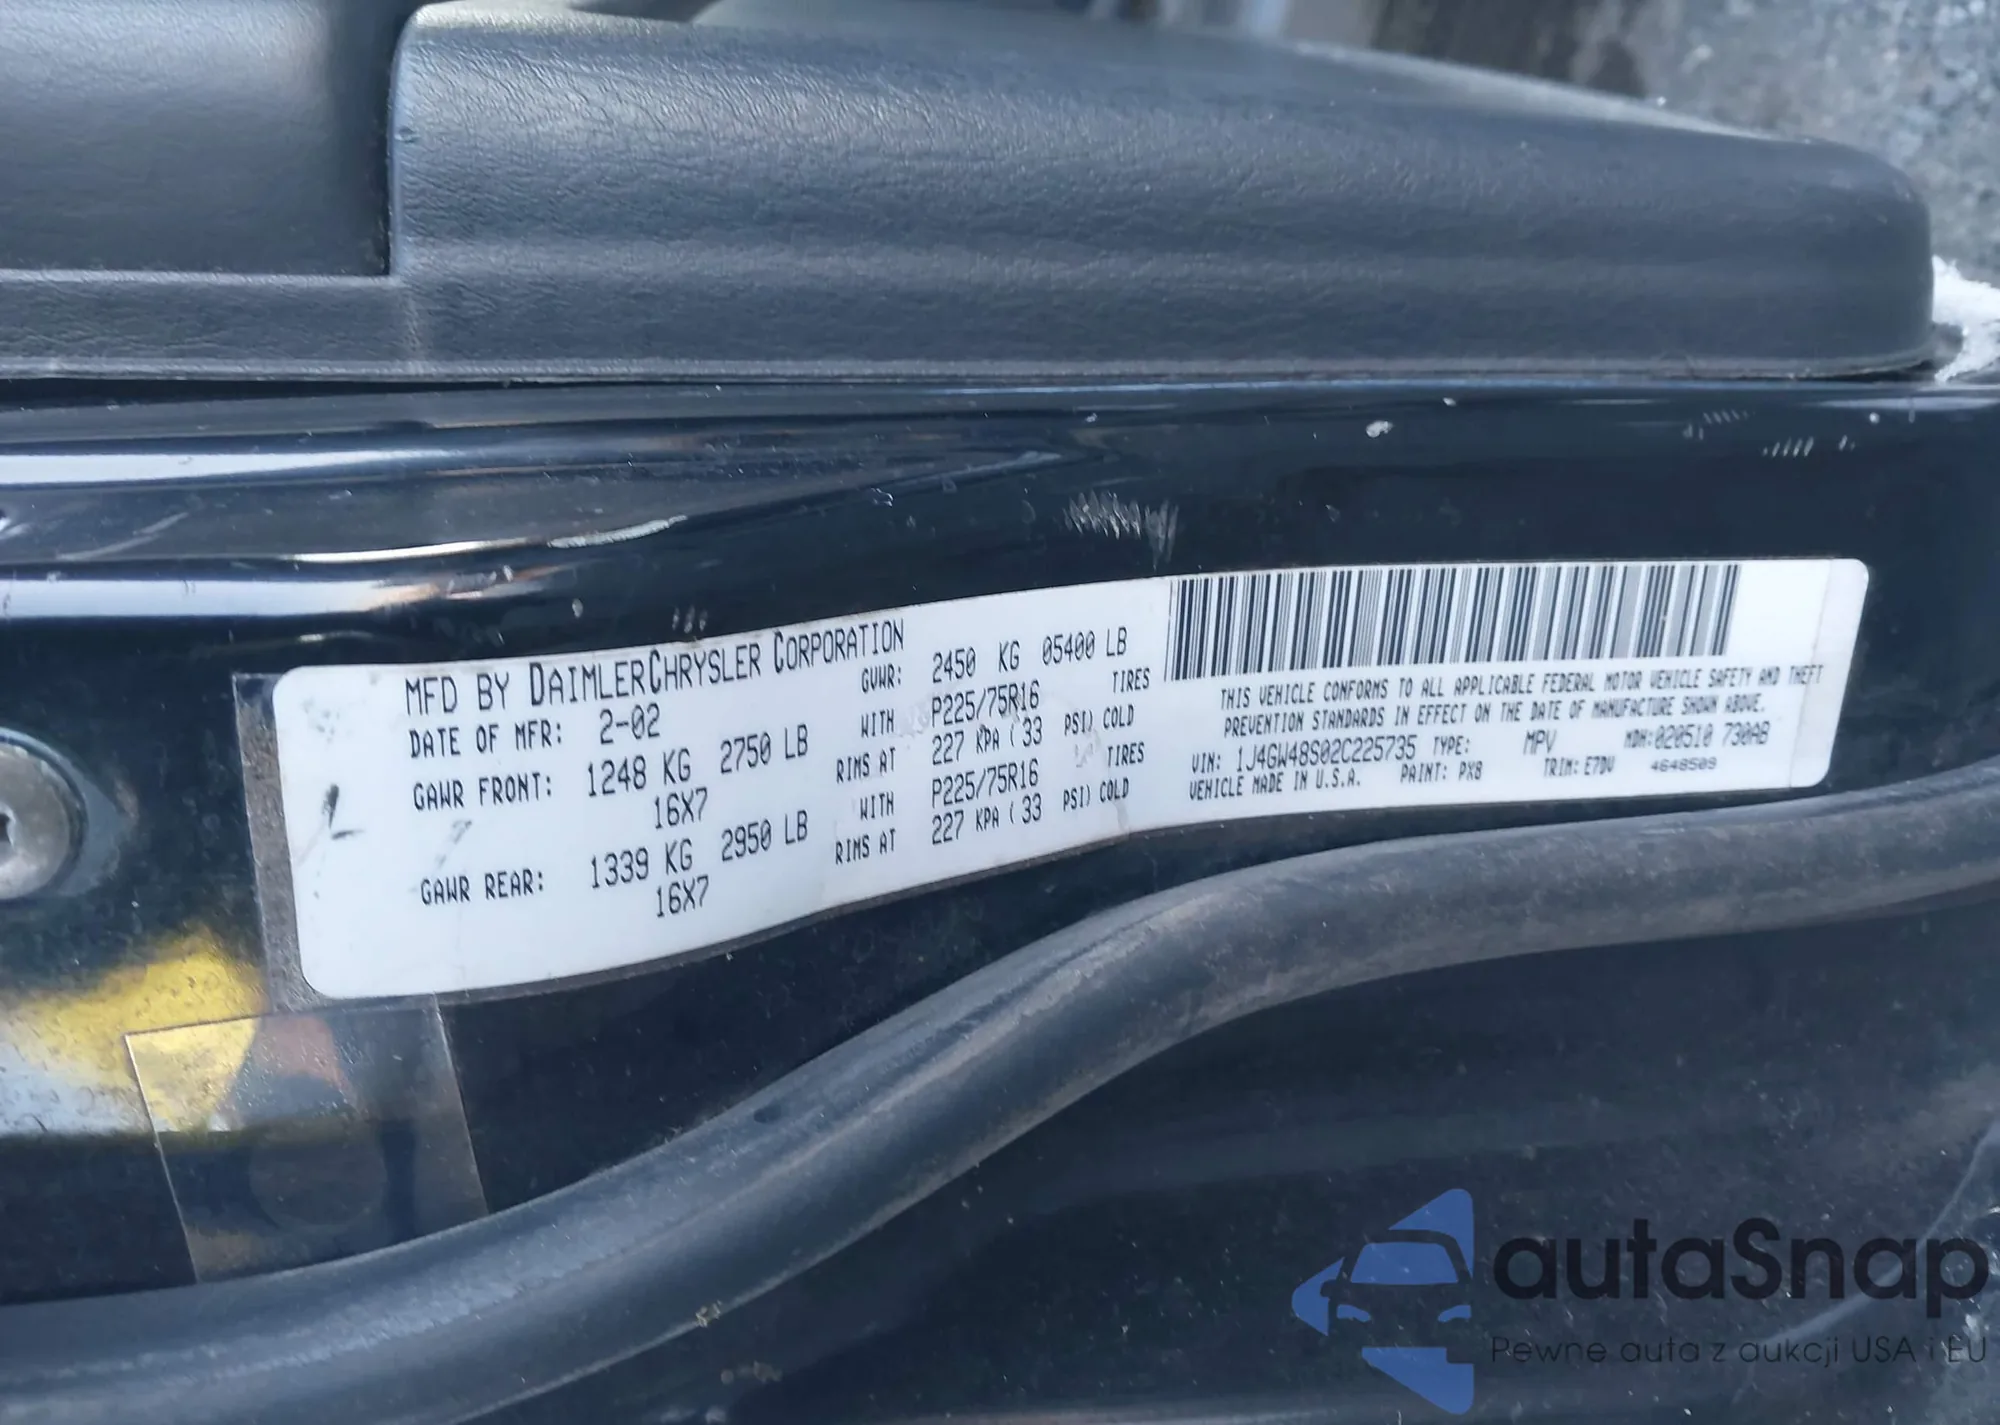 MFD BY DAIMLERCHRYSLER CORPORATION
DATE OF MFR: 2-02 GVWR: 2450 KG 05400 LB
GAWR FRONT: 1248 KG 2750 LB WITH P225/75R16 TIRES
16X7 RIMS AT 227 KPA ( 33 PSI) COLD
GAWR REAR: 1339 KG 2950 LB WITH P225/75R16 TIRES
16X7 RIMS AT 227 KPA ( 33 PSI) COLD
THIS VEHICLE CONFORMS TO ALL APPLICABLE FEDERAL MOTOR VEHICLE SAFETY AND THEFT
PREVENTION STANDARDS IN EFFECT ON THE DATE OF MANUFACTURE SHOWN ABOVE.
VIN: 1J4GW48S02C225735 TYPE: MPV MDH:020510 730AB
VEHICLE MADE IN U.S.A. PAINT: PX8 TRIM: E7DV 4648509
autaSnap
Pewne auta z aukcji USA i EU